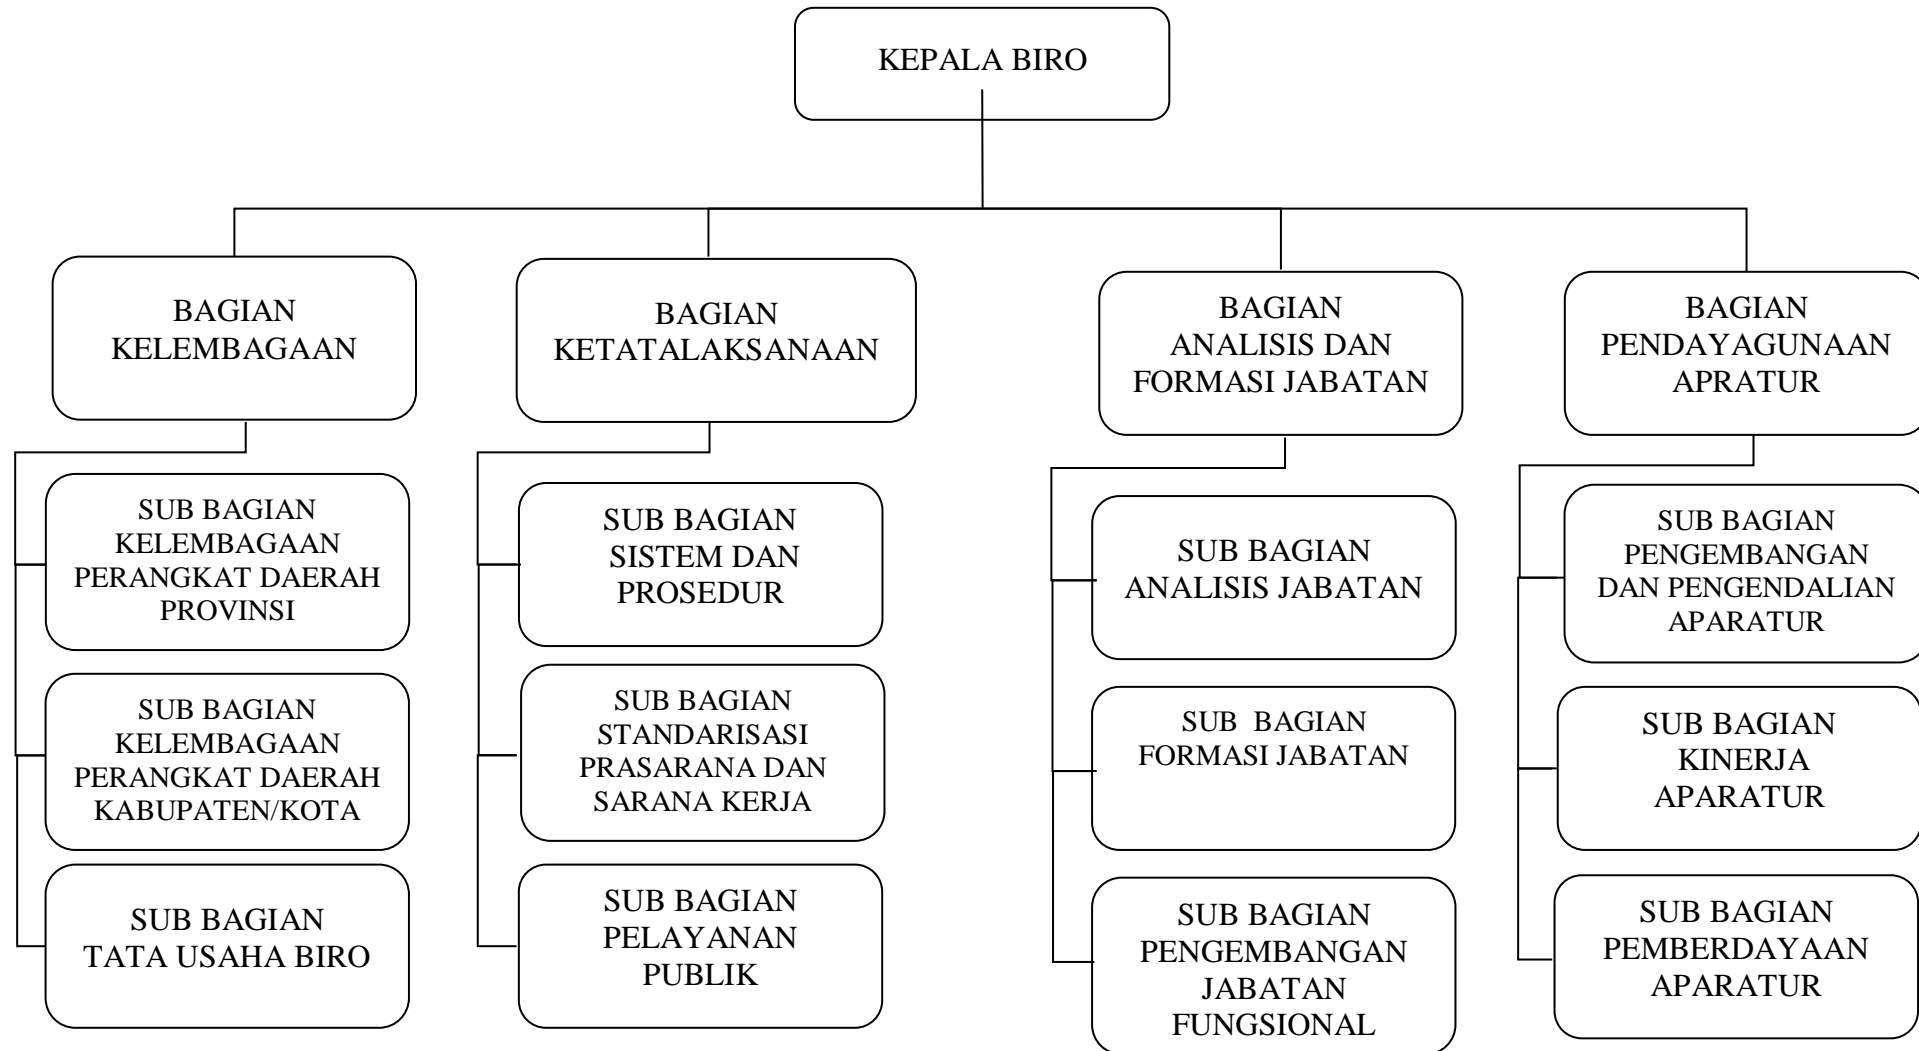 KEPALA BIRO
BAGIAN
KELEMBAGAAN
BAGIAN
KETATALAKSANAAN
BAGIAN
ANALISIS DAN
FORMASI JABATAN
BAGIAN
PENDAYAGUNAAN
APRATUR
SUB BAGIAN
KELEMBAGAAN
PERANGKAT DAERAH
PROVINSI
SUB BAGIAN
KELEMBAGAAN
PERANGKAT DAERAH
KABUPATEN/KOTA
SUB BAGIAN
TATA USAHA BIRO
SUB BAGIAN
SISTEM DAN
PROSEDUR
SUB BAGIAN
STANDARISASI
PRASARANA DAN
SARANA KERJA
SUB BAGIAN
PELAYANAN
PUBLIK
SUB BAGIAN
ANALISIS JABATAN
SUB BAGIAN
FORMASI JABATAN
SUB BAGIAN
PENGEMBANGAN
JABATAN
FUNGSIONAL
SUB BAGIAN
PENGEMBANGAN
DAN PENGENDALIAN
APARATUR
SUB BAGIAN
KINERJA
APARATUR
SUB BAGIAN
PEMBERDAYAAN
APARATUR